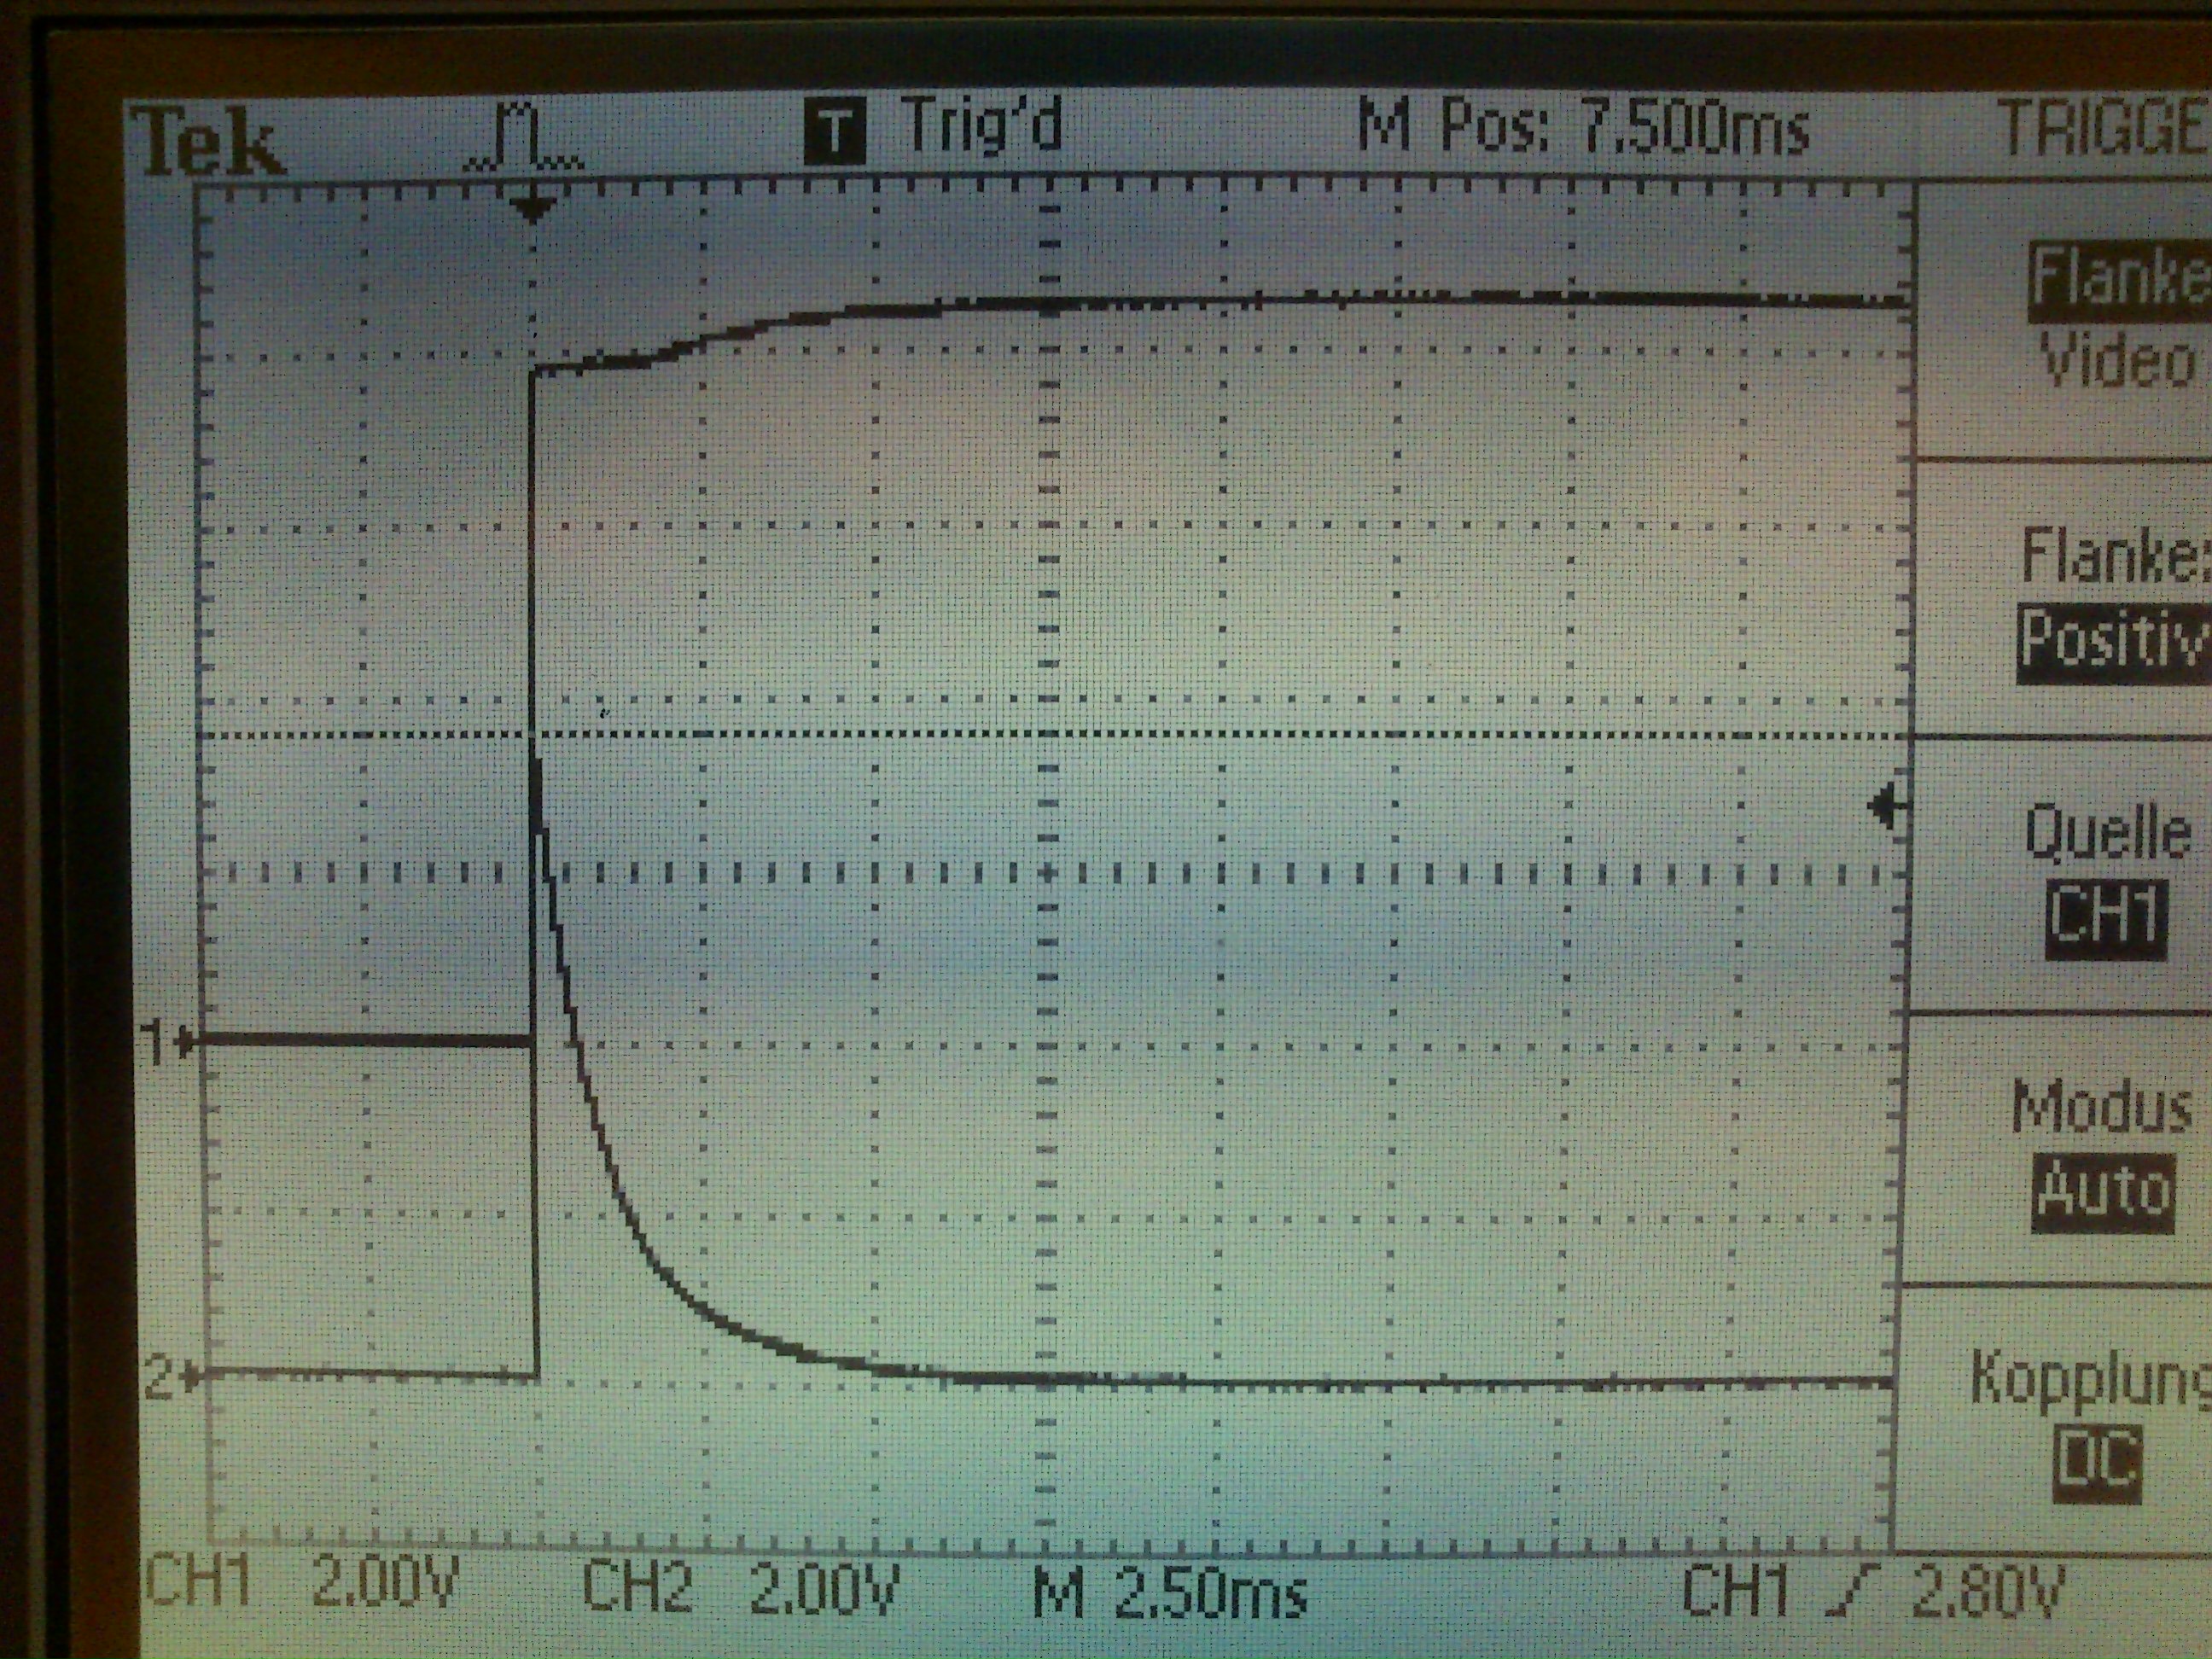 Tek T Trig'd M Pos: 7.500ms TRIGGE
Flanke
Video
Flanke:
Positiv
Quelle
CH1
Modus
Auto
Kopplung
DC
1
2
CH1 2.00V CH2 2.00V M 2.50ms CH1 2.80V